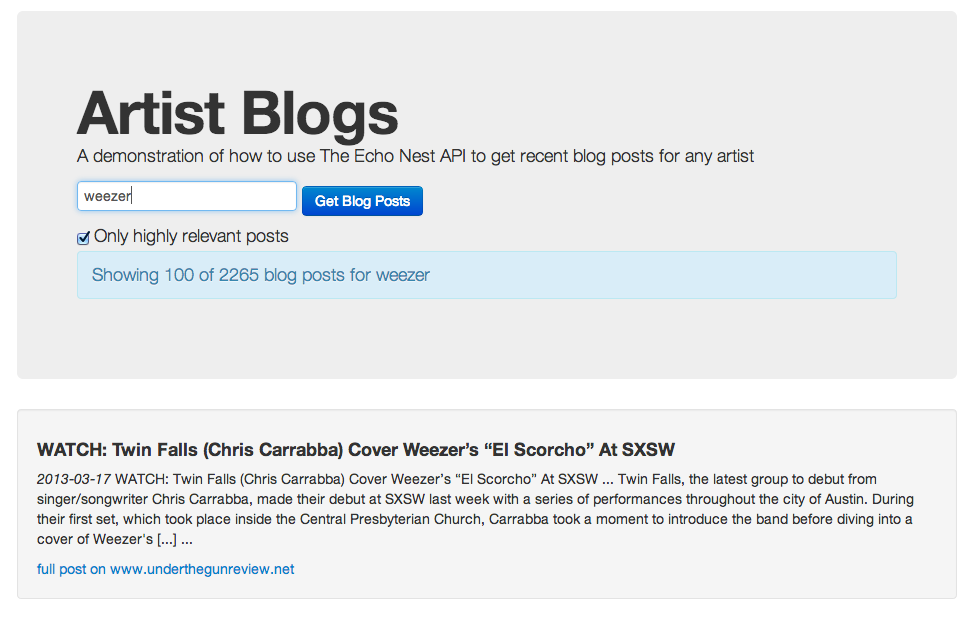 Artist Blogs
A demonstration of how to use The Echo Nest API to get recent blog posts for any artist
weezer
Get Blog Posts
Only highly relevant posts
Showing 100 of 2265 blog posts for weezer
WATCH: Twin Falls (Chris Carrabba) Cover Weezer’s “El Scorcho” At SXSW
2013-03-17 WATCH: Twin Falls (Chris Carrabba) Cover Weezer’s “El Scorcho” At SXSW ... Twin Falls, the latest group to debut from
singer/songwriter Chris Carrabba, made their debut at SXSW last week with a series of performances throughout the city of Austin. During
their first set, which took place inside the Central Presbyterian Church, Carrabba took a moment to introduce the band before diving into a
cover of Weezer's [...] ...
full post on www.underthegunreview.net